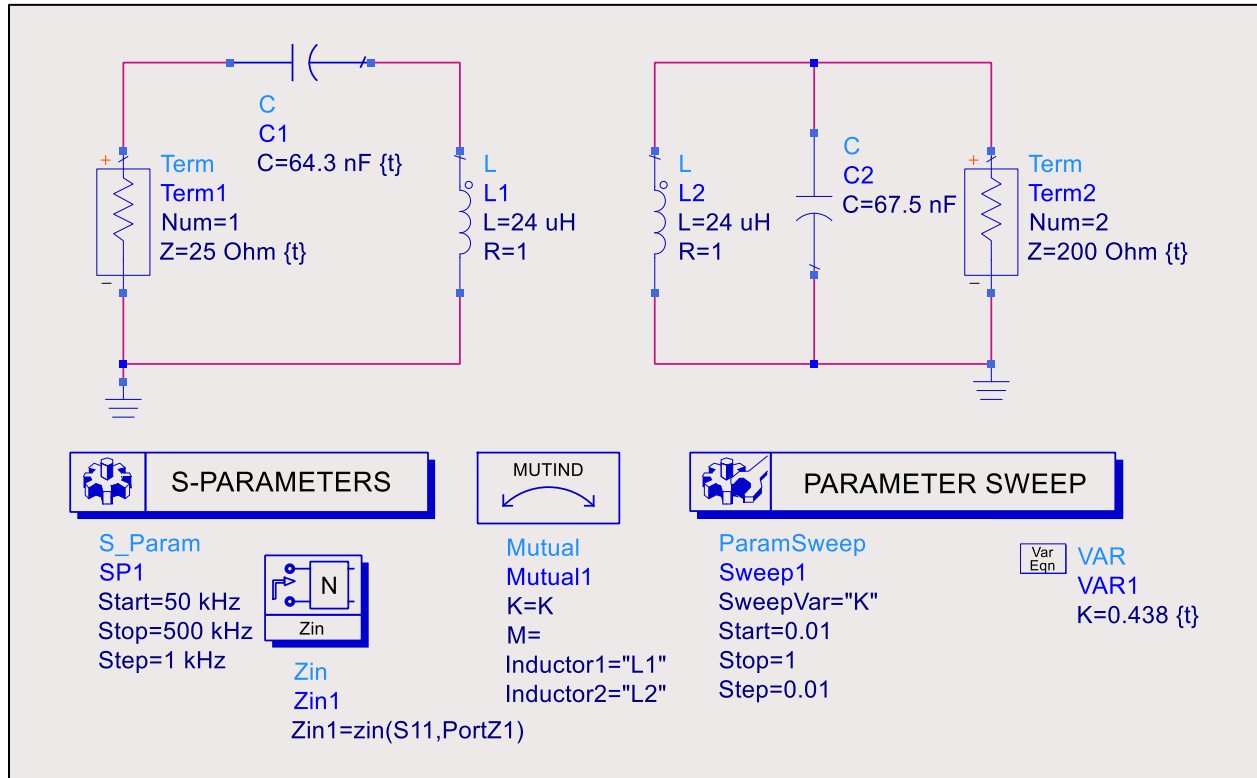 C
C1
C=64.3 nF {t}
+
Term
Term1
Num=1
Z=25 Ohm {t}
−
L
L1
L=24 uH
R=1
L
L2
L=24 uH
R=1
C
C2
C=67.5 nF
+
Term
Term2
Num=2
Z=200 Ohm {t}
−
S-PARAMETERS
S_Param
SP1
Start=50 kHz
Stop=500 kHz
Step=1 kHz
N
Zin
Zin
Zin1
Zin1=zin(S11,PortZ1)
MUTIND
Mutual
Mutual1
K=K
M=
Inductor1="L1"
Inductor2="L2"
PARAMETER SWEEP
ParamSweep
Sweep1
SweepVar="K"
Start=0.01
Stop=1
Step=0.01
Var
Eqn
VAR
VAR1
K=0.438 {t}